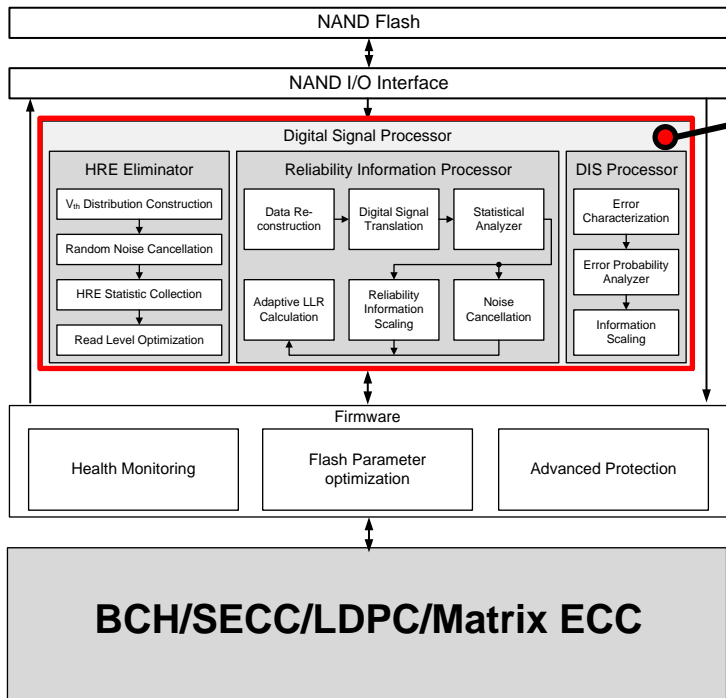 NAND Flash
NAND I/O Interface
Digital Signal Processor
HRE Eliminator
Vth Distribution Construction
Random Noise Cancellation
HRE Statistic Collection
Read Level Optimization
Reliability Information Processor
Data Re-
construction
Digital Signal
Translation
Statistical
Analyzer
Adaptive LLR
Calculation
Reliability
Information
Scaling
Noise
Cancellation
DIS Processor
Error
Characterization
Error Probability
Analyzer
Information
Scaling
Firmware
Health Monitoring
Flash Parameter
optimization
Advanced Protection
BCH/SECC/LDPC/Matrix ECC